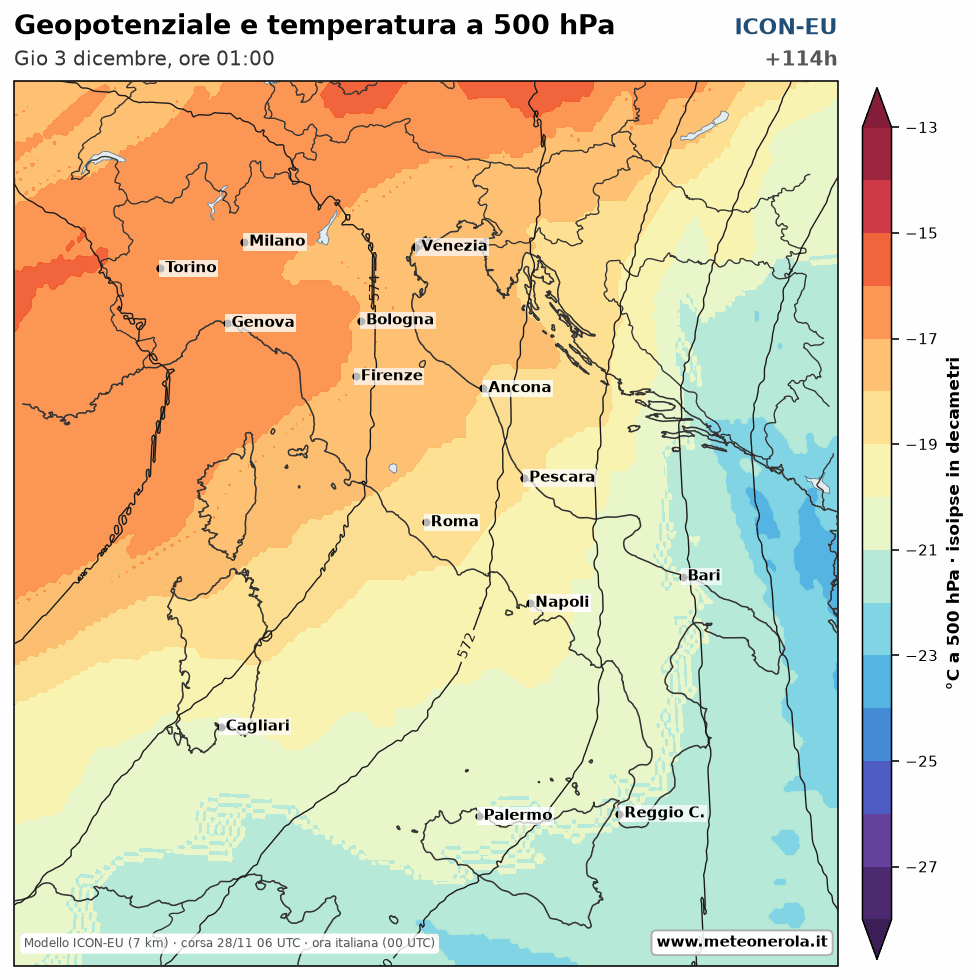 Geopotenziale e temperatura a 500 hPa
ICON-EU
Gio 3 dicembre, ore 01:00
+114h
−13
−15
−17
−19
−21
−23
−25
−27
°C a 500 hPa · isoipse in decametri
Milano
Venezia
Torino
574
Genova
Bologna
Firenze
Ancona
Pescara
Roma
Bari
Napoli
572
Cagliari
Palermo
Reggio C.
Modello ICON-EU (7 km) · corsa 28/11 06 UTC · ora italiana (00 UTC)
www.meteonerola.it